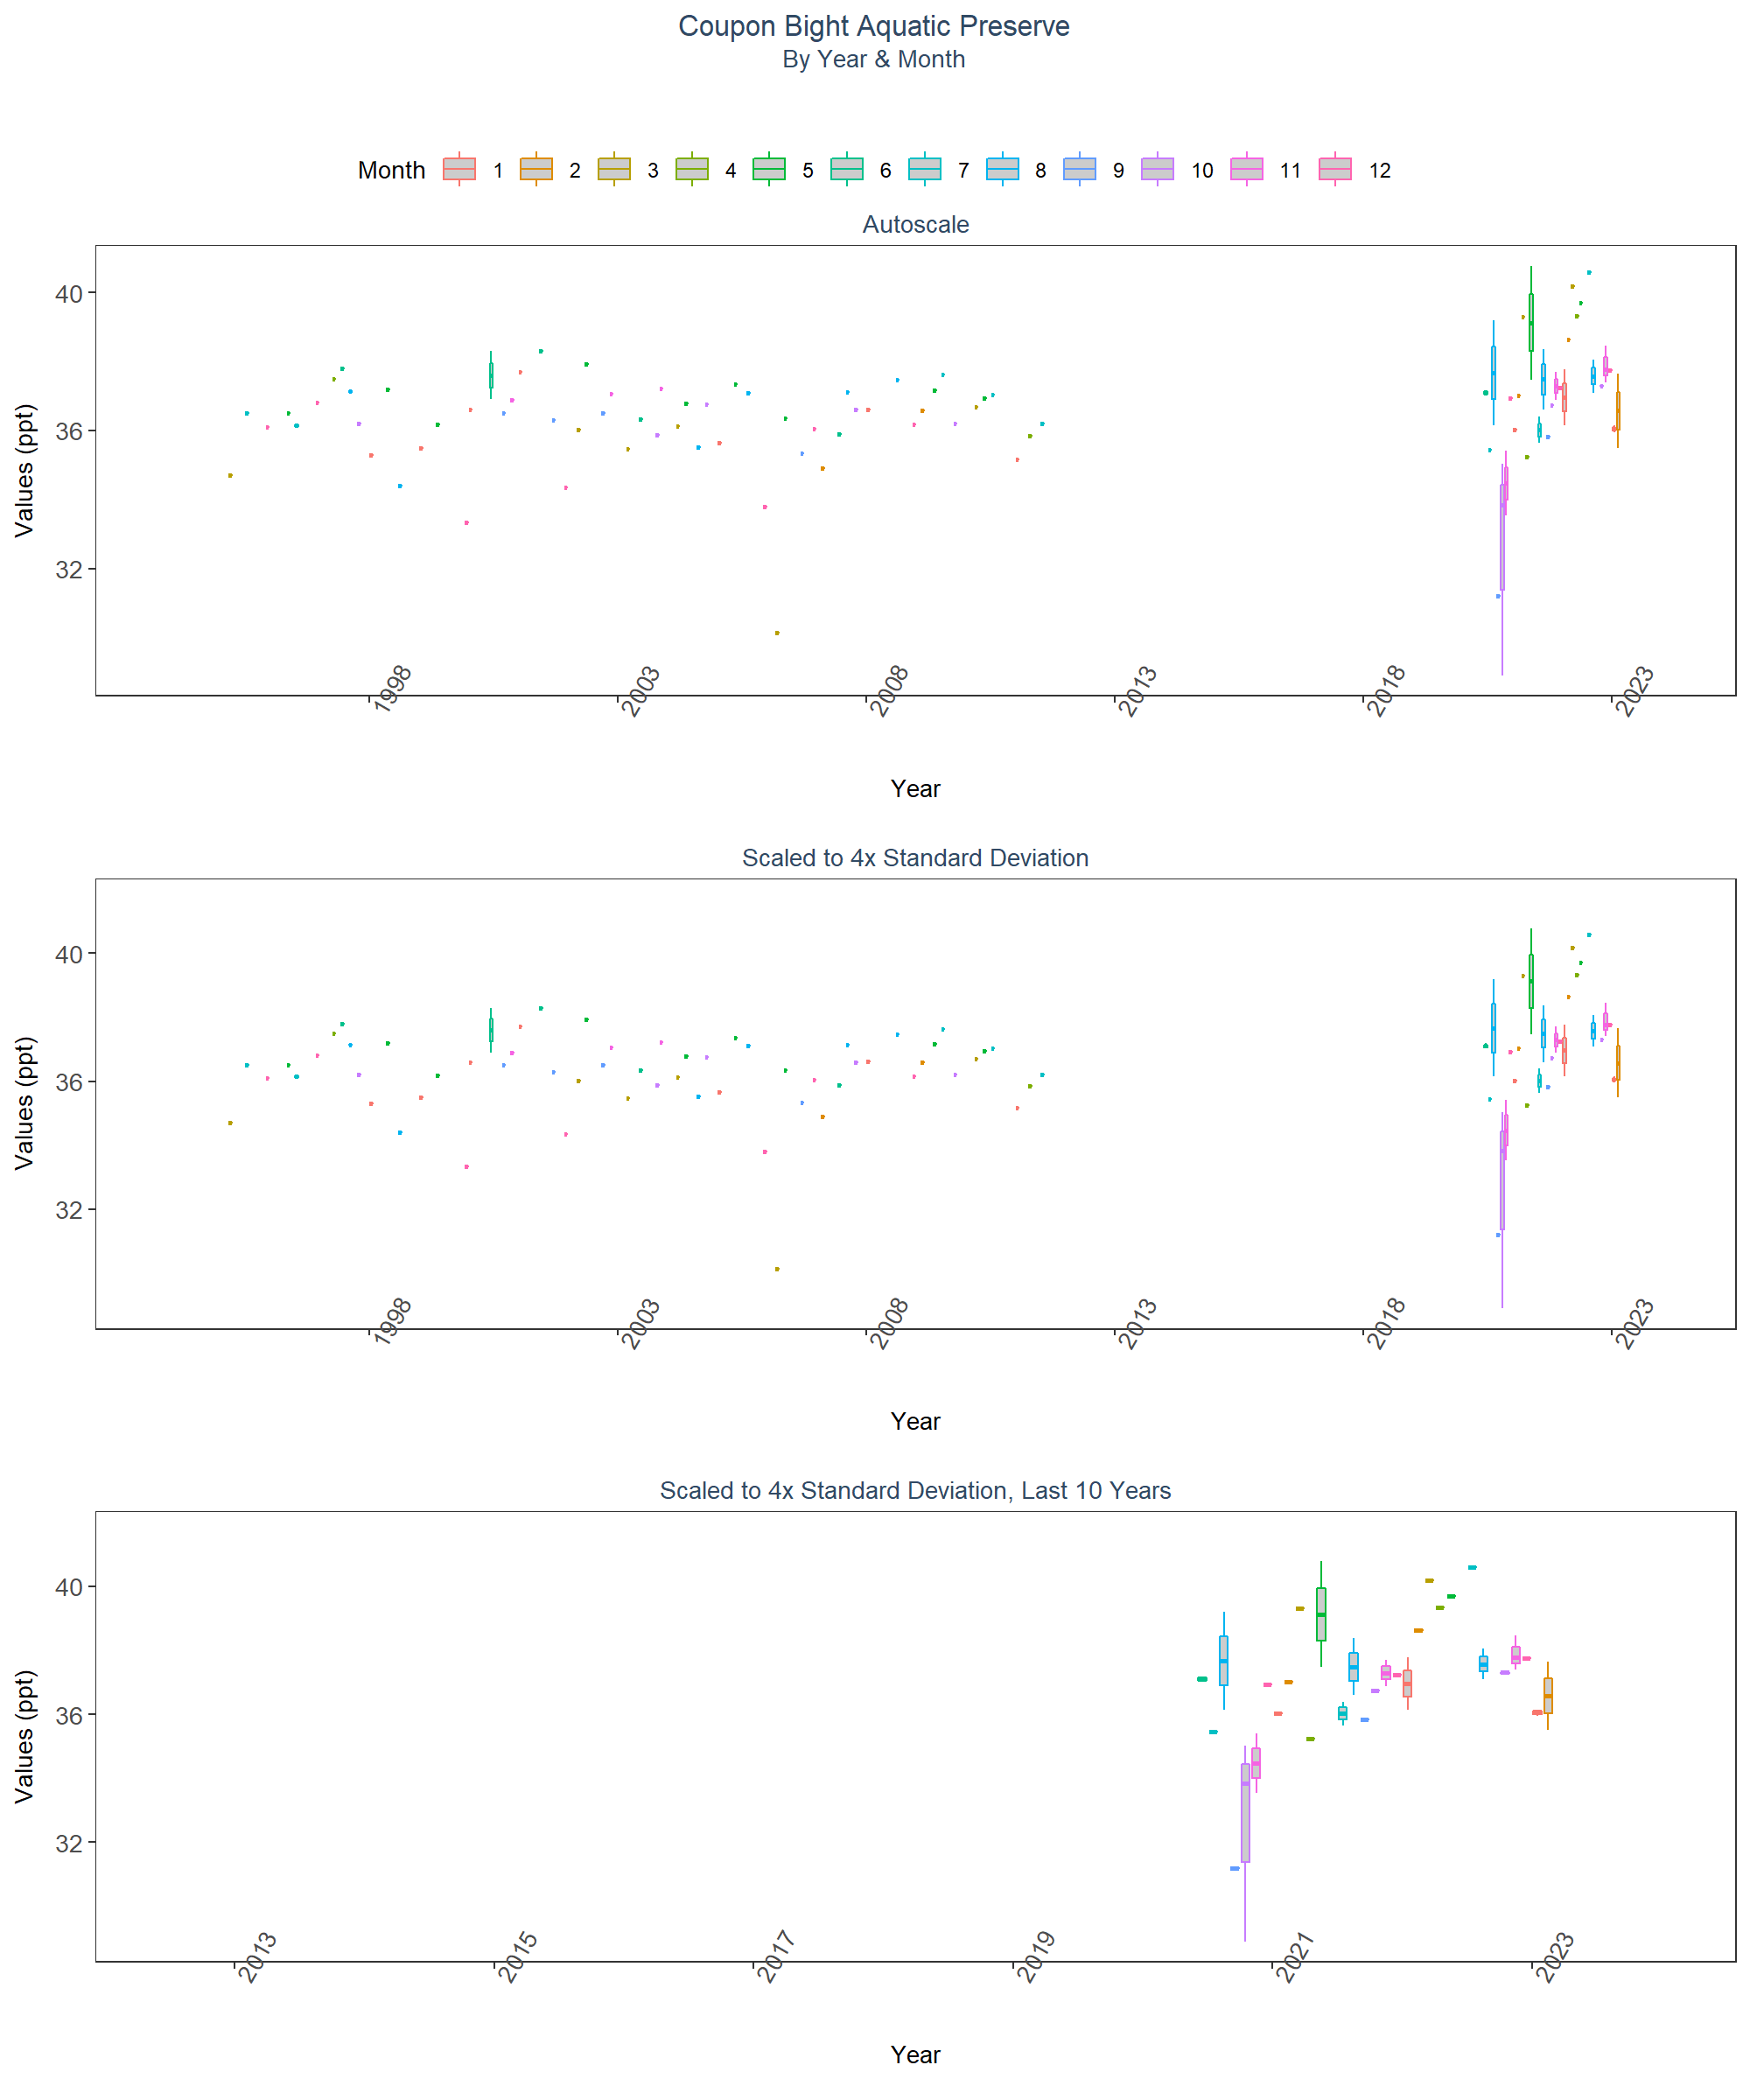 Coupon Bight Aquatic Preserve
By Year & Month
Month 1 2 3 4 5 6 7 8 9 10 11 12
Autoscale
Values (ppt)
40
36
32
1998 2003 2008 2013 2018 2023
Year
Scaled to 4x Standard Deviation
Values (ppt)
40
36
32
1998 2003 2008 2013 2018 2023
Year
Scaled to 4x Standard Deviation, Last 10 Years
Values (ppt)
40
36
32
2013 2015 2017 2019 2021 2023
Year